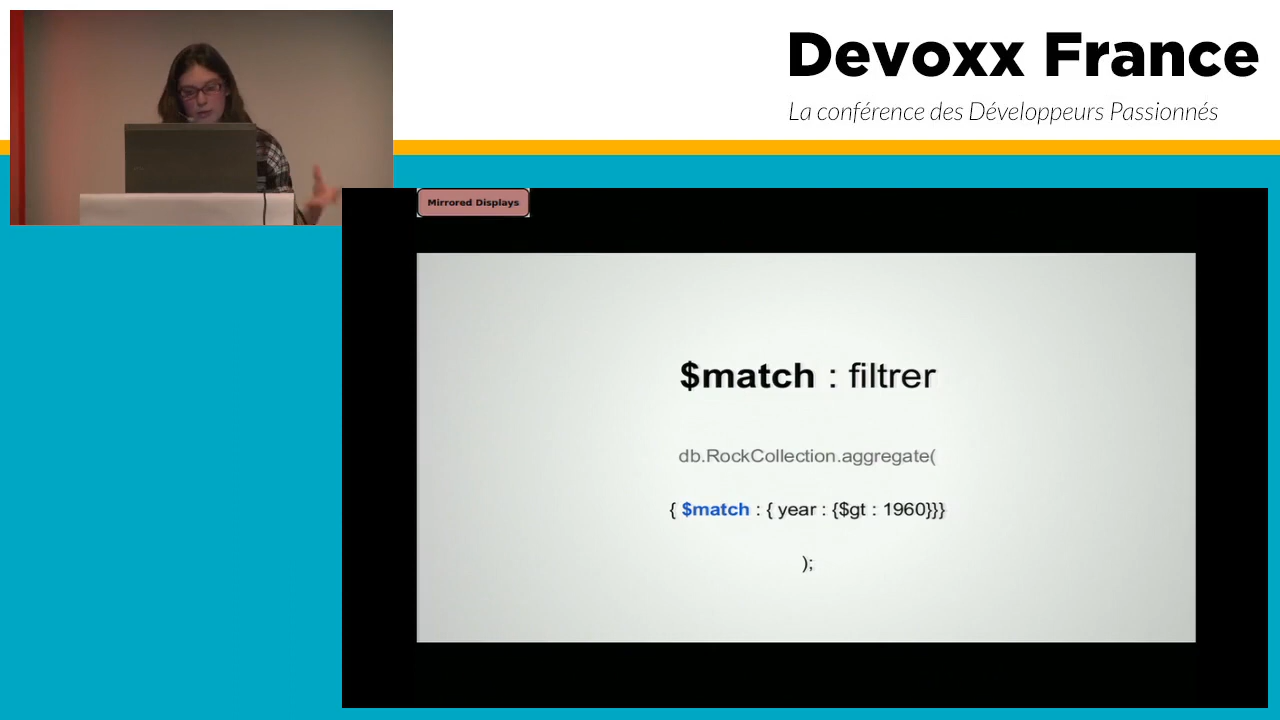 Devoxx France
La conférence des Développeurs Passionnés
Mirrored Displays
$match : filtrer
db.RockCollection.aggregate(
{ $match : { year : {$gt : 1960}}}
);